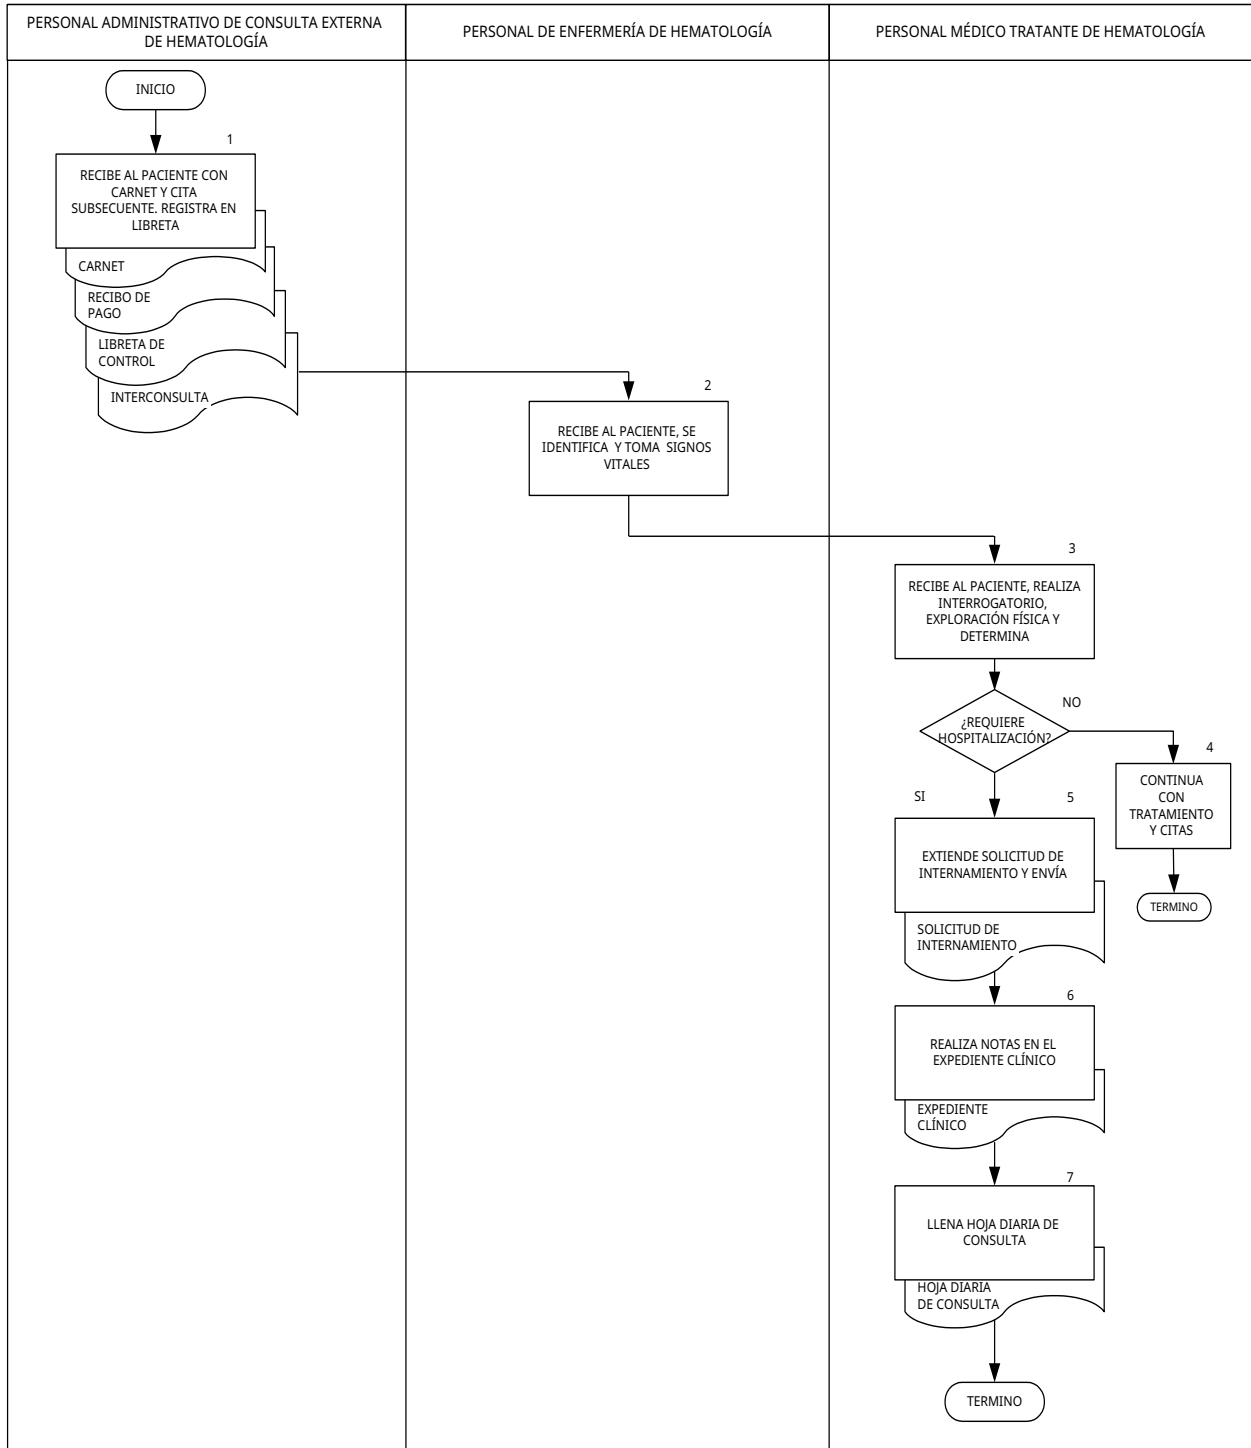 PERSONAL ADMINISTRATIVO DE CONSULTA EXTERNA
DE HEMATOLOGÍA
PERSONAL DE ENFERMERÍA DE HEMATOLOGÍA
PERSONAL MÉDICO TRATANTE DE HEMATOLOGÍA
INICIO
1
RECIBE AL PACIENTE CON
CARNET Y CITA
SUBSECUENTE. REGISTRA EN
LIBRETA
CARNET
RECIBO DE
PAGO
LIBRETA DE
CONTROL
INTERCONSULTA
2
RECIBE AL PACIENTE, SE
IDENTIFICA Y TOMA SIGNOS
VITALES
3
RECIBE AL PACIENTE, REALIZA
INTERROGATORIO,
EXPLORACIÓN FÍSICA Y
DETERMINA
¿REQUIERE
HOSPITALIZACIÓN?
NO
4
CONTINUA
CON
TRATAMIENTO
Y CITAS
TERMINO
SI
5
EXTIENDE SOLICITUD DE
INTERNAMIENTO Y ENVÍA
SOLICITUD DE
INTERNAMIENTO
6
REALIZA NOTAS EN EL
EXPEDIENTE CLÍNICO
EXPEDIENTE
CLÍNICO
7
LLENA HOJA DIARIA DE
CONSULTA
HOJA DIARIA
DE CONSULTA
TERMINO